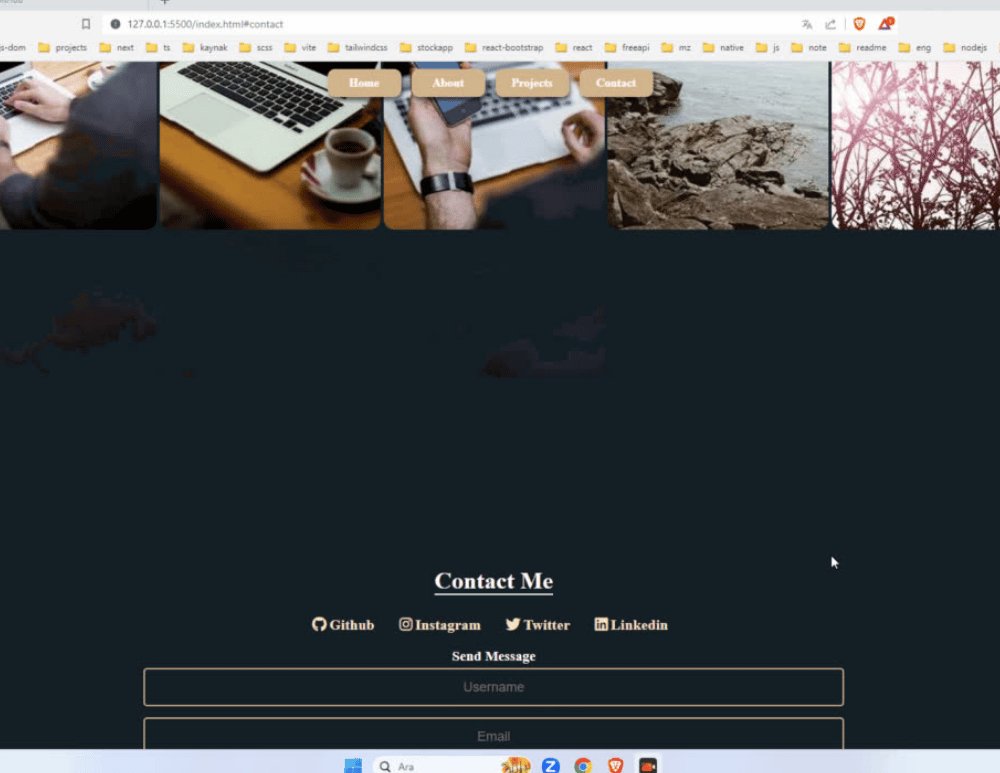 127.0.0.1:5500/index.html#contact
s-dom projects next ts kaynak scss vite tailwindcss stockapp react-bootstrap react freeapi mz native js note readme eng nodejs
Home About Projects Contact
Contact Me
Github Instagram Twitter Linkedin
Send Message
Username
Email
Ara